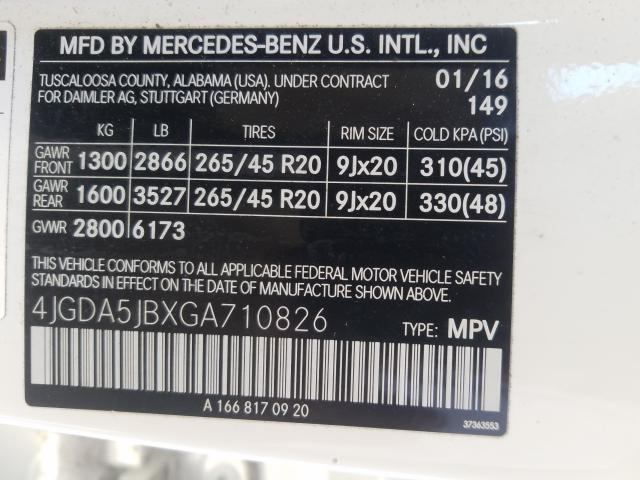 MFD BY MERCEDES-BENZ U.S. INTL., INC
TUSCALOOSA COUNTY, ALABAMA (USA). UNDER CONTRACT 01/16
FOR DAIMLER AG, STUTTGART (GERMANY) 149
KG LB TIRES RIM SIZE COLD KPA (PSI)
GAWR FRONT 1300 2866 265/45 R20 9Jx20 310(45)
GAWR REAR 1600 3527 265/45 R20 9Jx20 330(48)
GVWR 2800 6173
THIS VEHICLE CONFORMS TO ALL APPLICABLE FEDERAL MOTOR VEHICLE SAFETY
STANDARDS IN EFFECT ON THE DATE OF MANUFACTURE SHOWN ABOVE.
4JGDA5JBXGA710826 TYPE: MPV
A 166 817 09 20
37363553